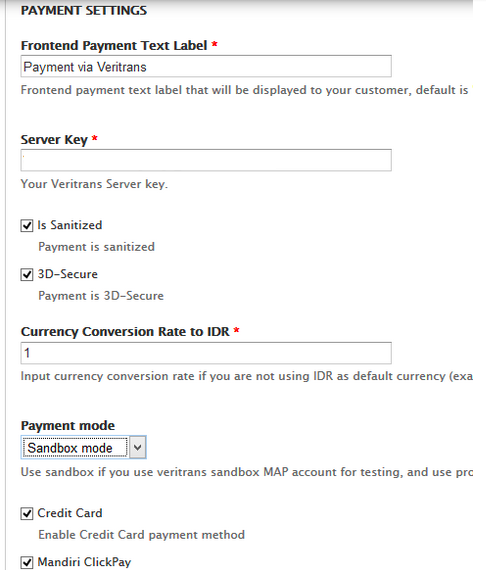 PAYMENT SETTINGS
Frontend Payment Text Label *
Payment via Veritrans
Frontend payment text label that will be displayed to your customer, default is
Server Key *
Your Veritrans Server key.
Is Sanitized
Payment is sanitized
3D-Secure
Payment is 3D-Secure
Currency Conversion Rate to IDR *
1
Input currency conversion rate if you are not using IDR as default currency (exa
Payment mode
Sandbox mode
Use sandbox if you use veritrans sandbox MAP account for testing, and use pro
Credit Card
Enable Credit Card payment method
Mandiri ClickPay